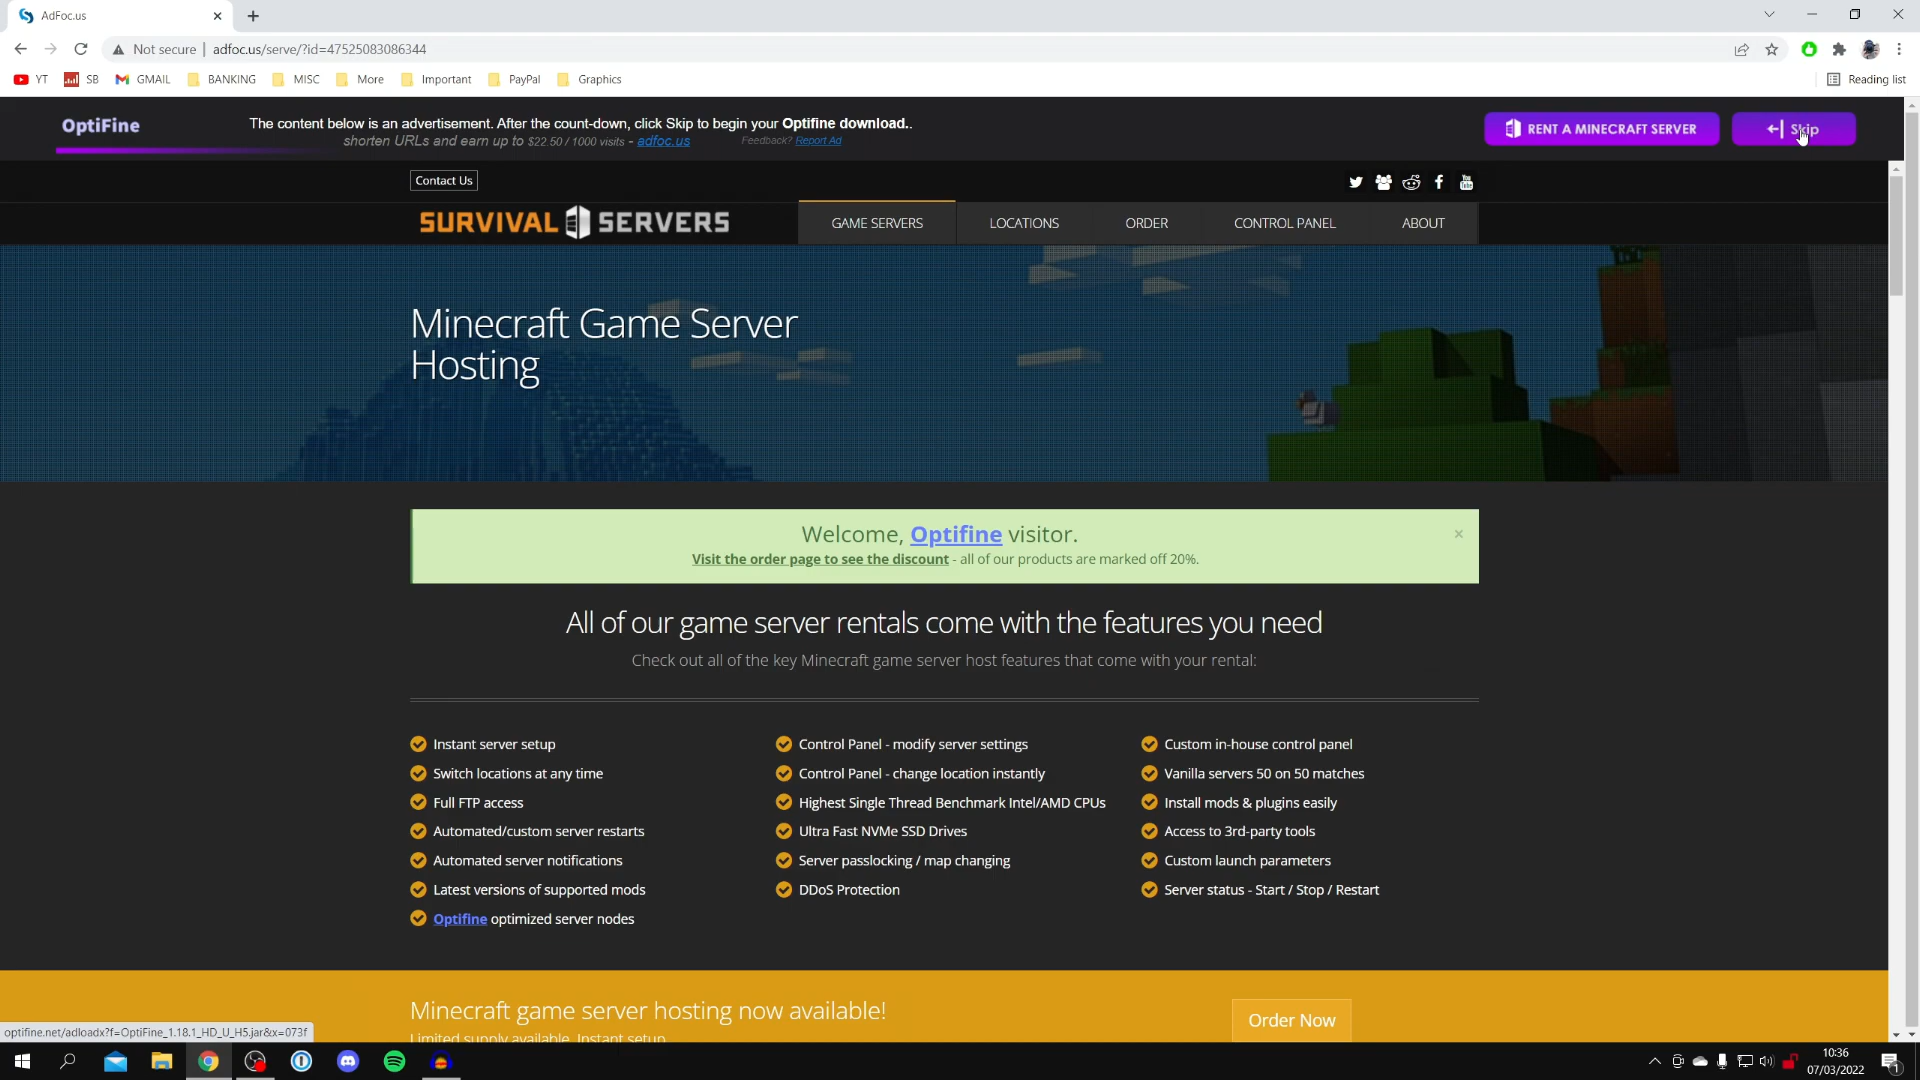 AdFoc.us
Not secure | adfoc.us/serve/?id=47525083086344
YT SB GMAIL BANKING MISC More Important PayPal Graphics Reading list
OptiFine
The content below is an advertisement. After the count-down, click Skip to begin your Optifine download..
shorten URLs and earn up to $22.50 / 1000 visits - adfoc.us Feedback? Report Ad
RENT A MINECRAFT SERVER
Skip
Contact Us
SURVIVAL SERVERS
GAME SERVERS LOCATIONS ORDER CONTROL PANEL ABOUT
Minecraft Game Server
Hosting
Welcome, Optifine visitor.
Visit the order page to see the discount - all of our products are marked off 20%.
All of our game server rentals come with the features you need
Check out all of the key Minecraft game server host features that come with your rental:
Instant server setup
Switch locations at any time
Full FTP access
Automated/custom server restarts
Automated server notifications
Latest versions of supported mods
Optifine optimized server nodes
Control Panel - modify server settings
Control Panel - change location instantly
Highest Single Thread Benchmark Intel/AMD CPUs
Ultra Fast NVMe SSD Drives
Server passlocking / map changing
DDoS Protection
Custom in-house control panel
Vanilla servers 50 on 50 matches
Install mods & plugins easily
Access to 3rd-party tools
Custom launch parameters
Server status - Start / Stop / Restart
Minecraft game server hosting now available!
Limited supply available. Instant setup.
Order Now
optifine.net/adloadx?f=OptiFine_1.18.1_HD_U_H5.jar&x=073f
10:36
07/03/2022